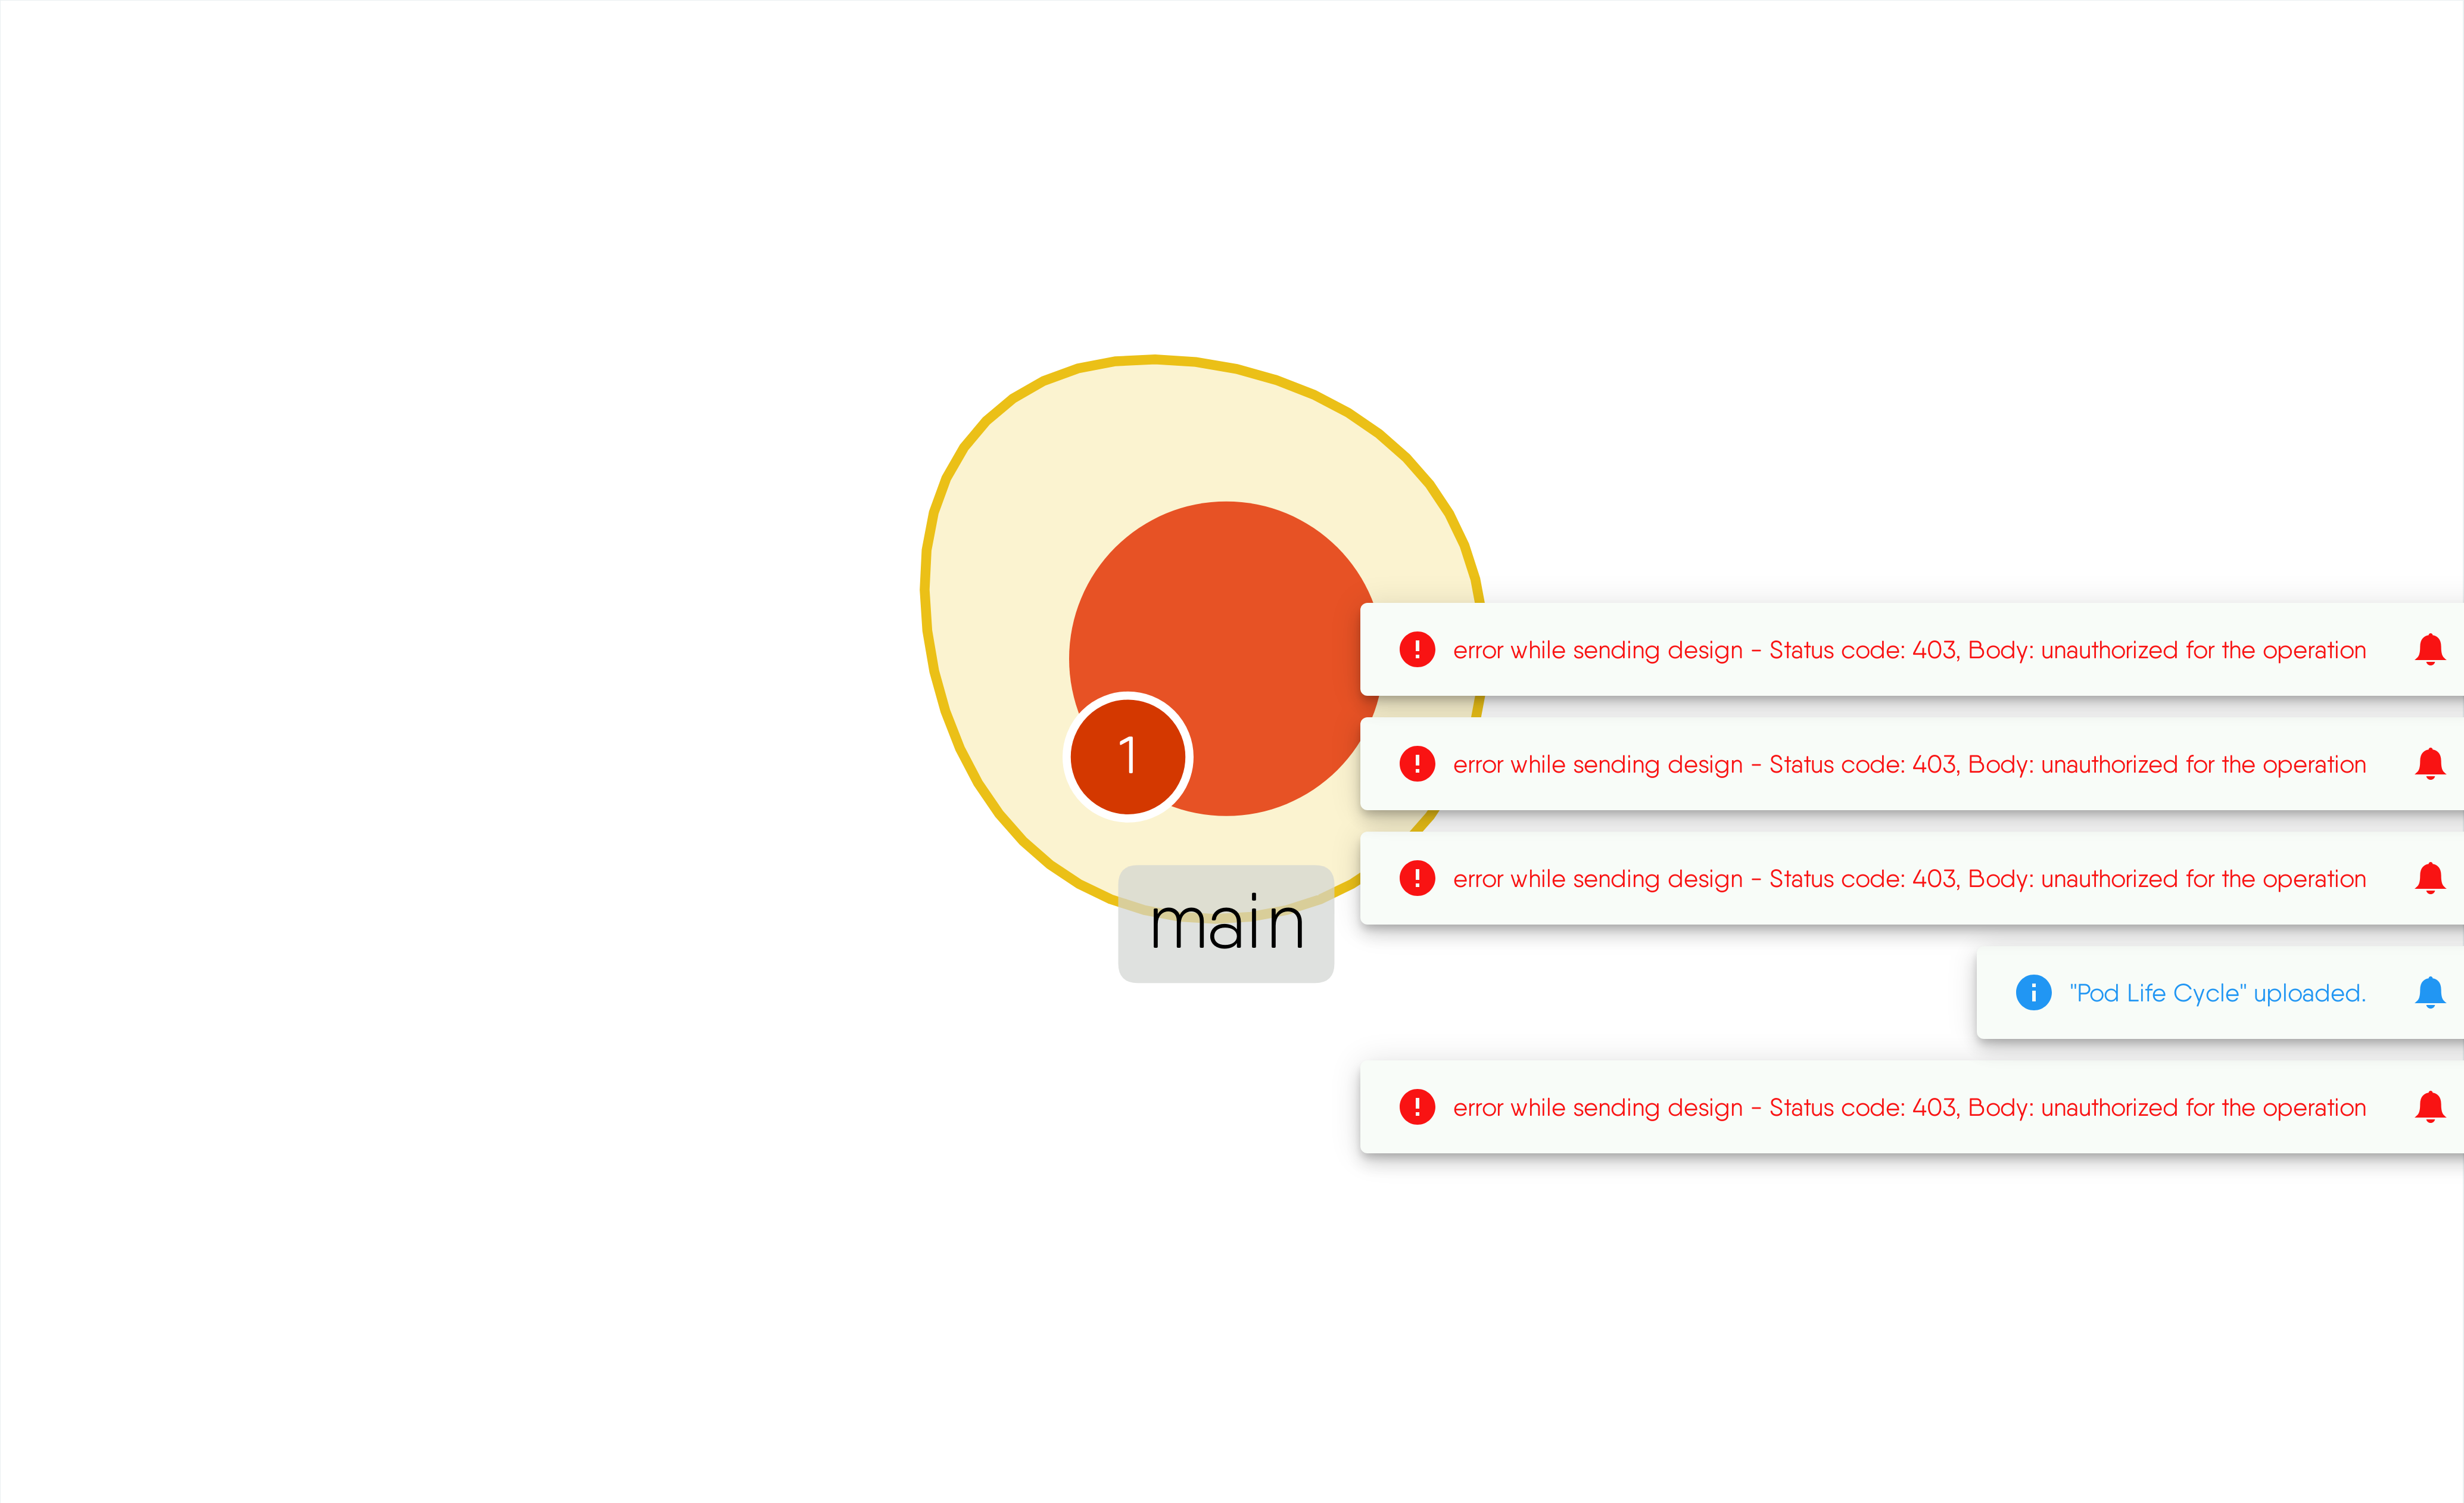 error while sending design - Status code: 403, Body: unauthorized for the operation
1
error while sending design - Status code: 403, Body: unauthorized for the operation
error while sending design - Status code: 403, Body: unauthorized for the operation
main
"Pod Life Cycle" uploaded.
error while sending design - Status code: 403, Body: unauthorized for the operation